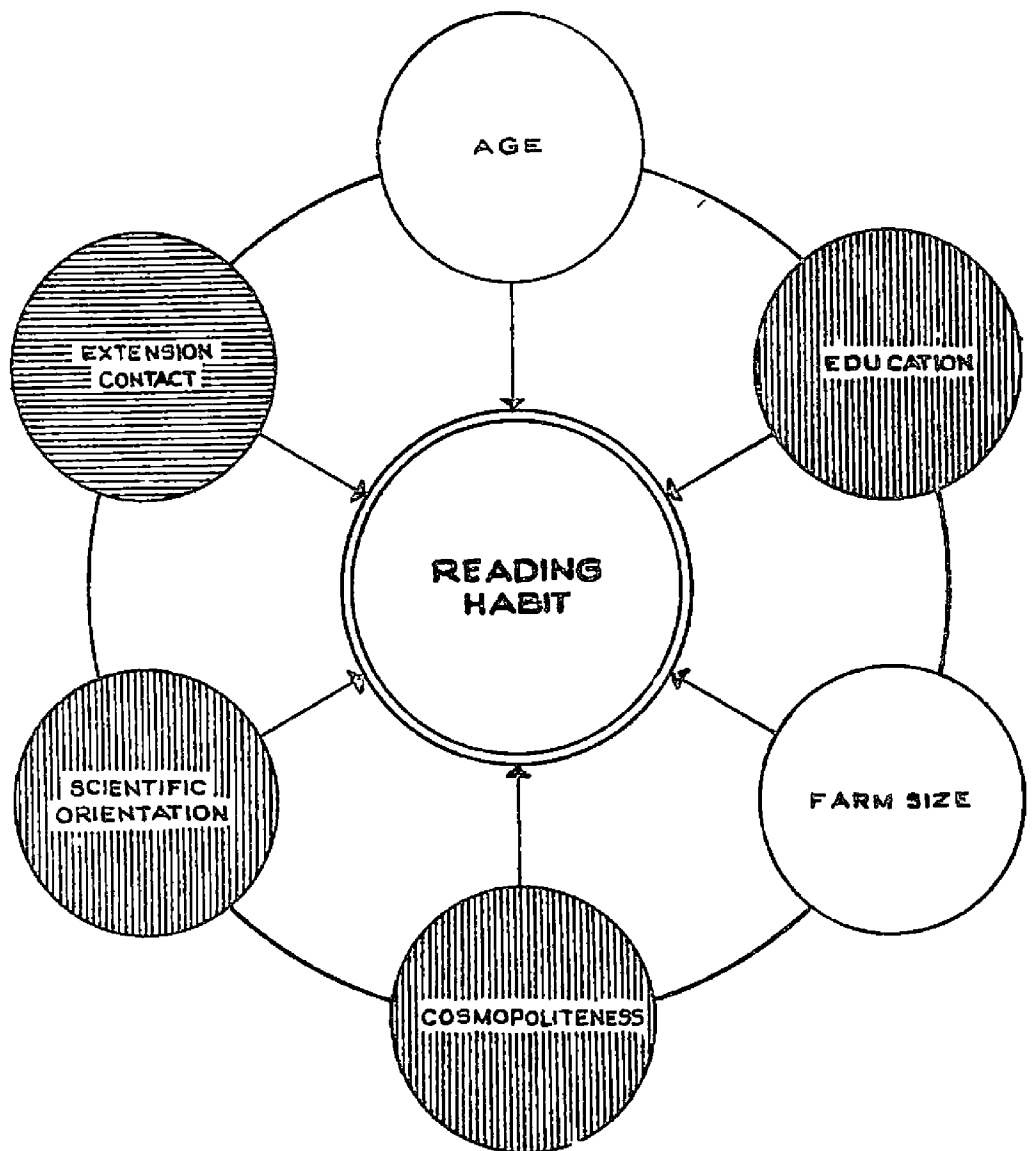 AGE
EXTENSION
CONTACT
EDUCATION
READING
HABIT
SCIENTIFIC
ORIENTATION
FARM SIZE
COSMOPOLITENESS